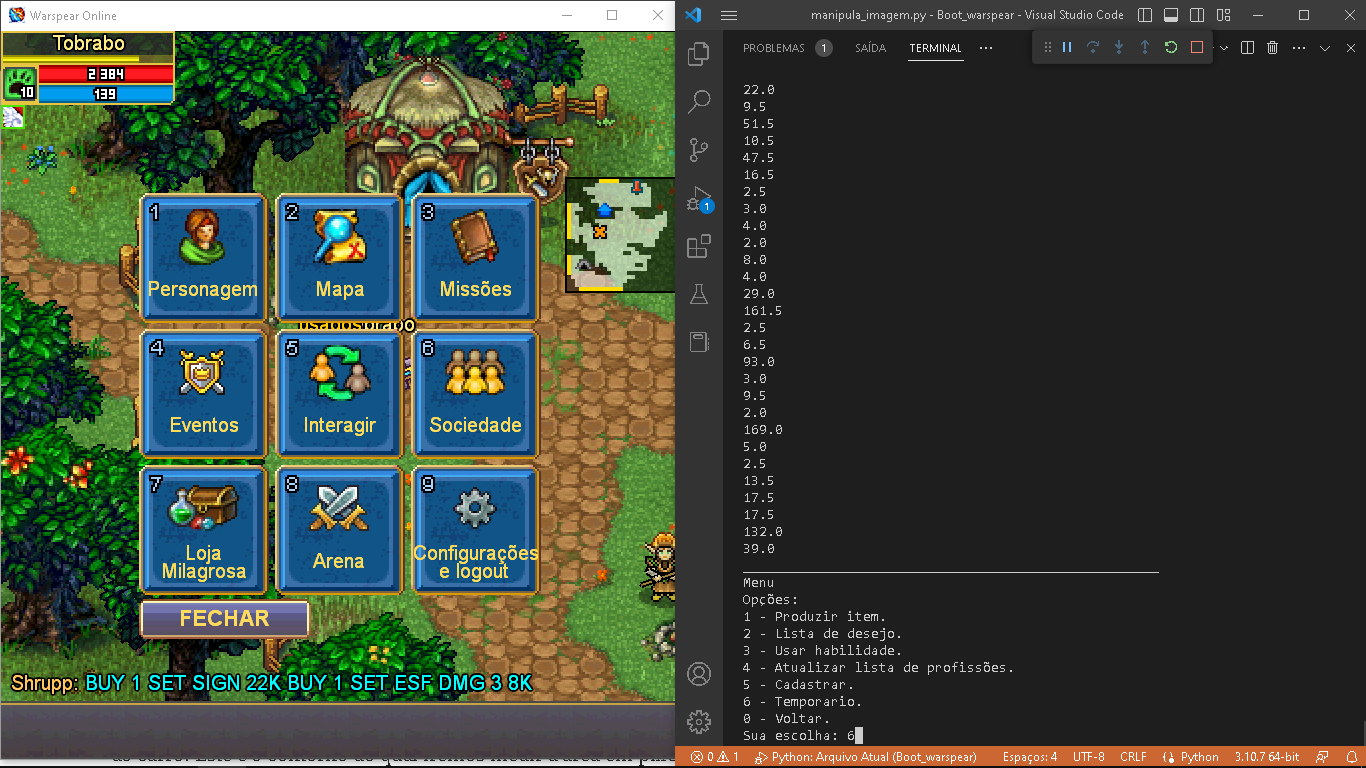 Warspear Online
Tobrabo
2 384
139
10
1
Personagem
2
Mapa
3
Missões
4
Eventos
5
Interagir
6
Sociedade
7
Loja
Milagrosa
8
Arena
9
Configurações
e logout
FECHAR
Shrupp: BUY 1 SET SIGN 22K BUY 1 SET ESF DMG 3 8K
manipula_imagem.py - Boot_warspear - Visual Studio Code
PROBLEMAS 1 SAÍDA TERMINAL
1
22.0
9.5
51.5
10.5
47.5
16.5
2.5
3.0
4.0
2.0
8.0
4.0
29.0
161.5
2.5
6.5
93.0
3.0
9.5
2.0
169.0
5.0
2.5
13.5
17.5
17.5
132.0
39.0
Menu
Opções:
1 - Produzir item.
2 - Lista de desejo.
3 - Usar habilidade.
4 - Atualizar lista de profissões.
5 - Cadastrar.
6 - Temporario.
0 - Voltar.
Sua escolha: 6
0 1 Python: Arquivo Atual (Boot_warspear) Espaços: 4 UTF-8 CRLF Python 3.10.7 64-bit